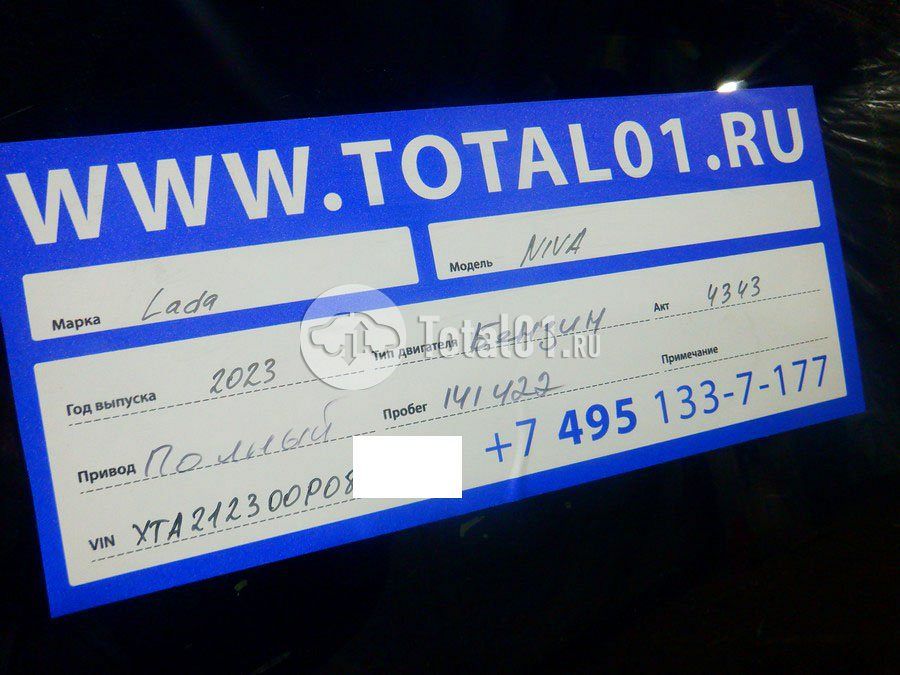 WWW.TOTAL01.RU
Марка Lada Модель NIVA
Год выпуска 2023 Тип двигателя Бензин Акт 4343
Привод Полный Пробег 141422 Примечание
VIN XTA212300P08 +7 495 133-7-177
Total01.RU